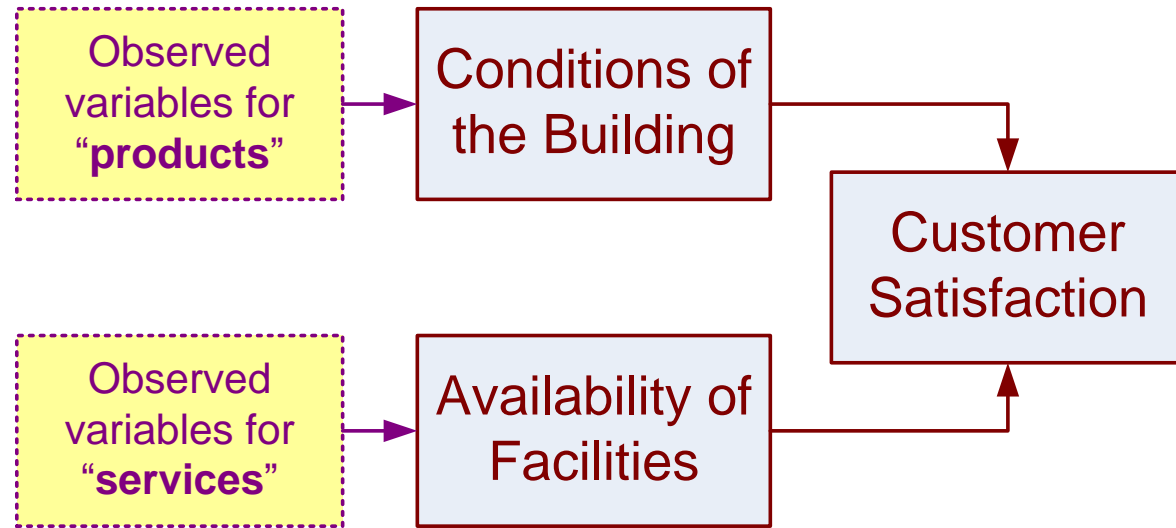 Observed
variables for
“products”
Conditions of
the Building
Customer
Satisfaction
Observed
variables for
“services”
Availability of
Facilities